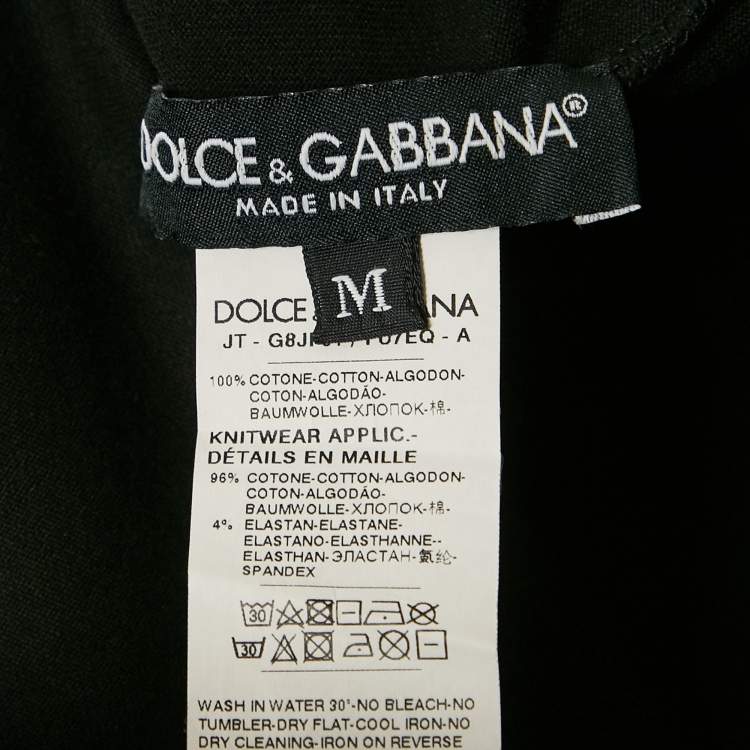 DOLCE & GABBANA®
MADE IN ITALY
M
DOLCE
JT - / FU7EQ - A
100% COTONE-COTTON-ALGODON-
COTON-ALGODÃO-
BAUMWOLLE-ХЛОПОК-棉-
KNITWEAR APPLIC.-
DÉTAILS EN MAILLE
96% COTONE-COTTON-ALGODON-
COTON-ALGODÃO-
BAUMWOLLE-ХЛОПОК-棉-
4% ELASTAN-ELASTANE-
ELASTANO-ELASTHANNE--
ELASTHAN-ЭЛАСТАН-氨纶-
SPANDEX
30
30
WASH IN WATER 30°-NO BLEACH-NO
TUMBLER-DRY FLAT-COOL IRON-NO
DRY CLEANING-IRON ON REVERSE